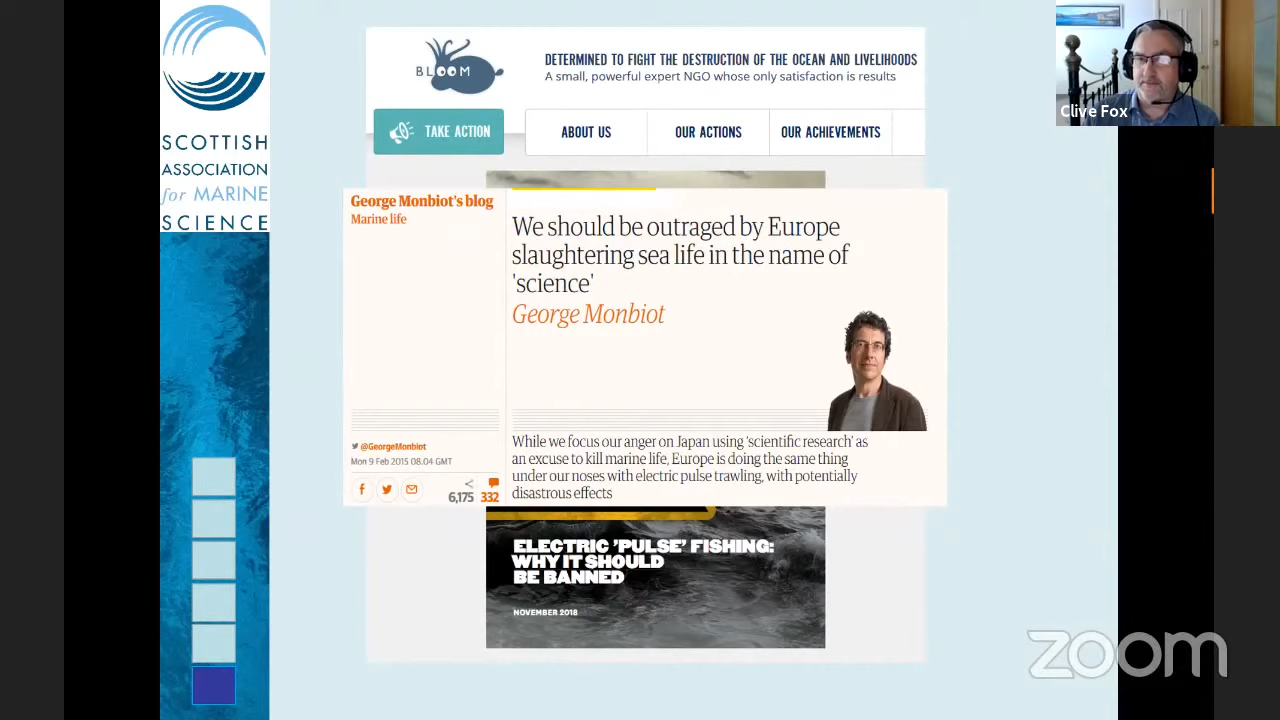 SCOTTISH
ASSOCIATION
for MARINE
SCIENCE
BLOOM
DETERMINED TO FIGHT THE DESTRUCTION OF THE OCEAN AND LIVELIHOODS
A small, powerful expert NGO whose only satisfaction is results
TAKE ACTION
ABOUT US
OUR ACTIONS
OUR ACHIEVEMENTS
George Monbiot's blog
Marine life
We should be outraged by Europe
slaughtering sea life in the name of
'science'
George Monbiot
@GeorgeMonbiot
Mon 9 Feb 2015 08.04 GMT
6,175
332
While we focus our anger on Japan using 'scientific research' as
an excuse to kill marine life, Europe is doing the same thing
under our noses with electric pulse trawling, with potentially
disastrous effects
ELECTRIC 'PULSE' FISHING:
WHY IT SHOULD
BE BANNED
NOVEMBER 2018
Clive Fox
zoom